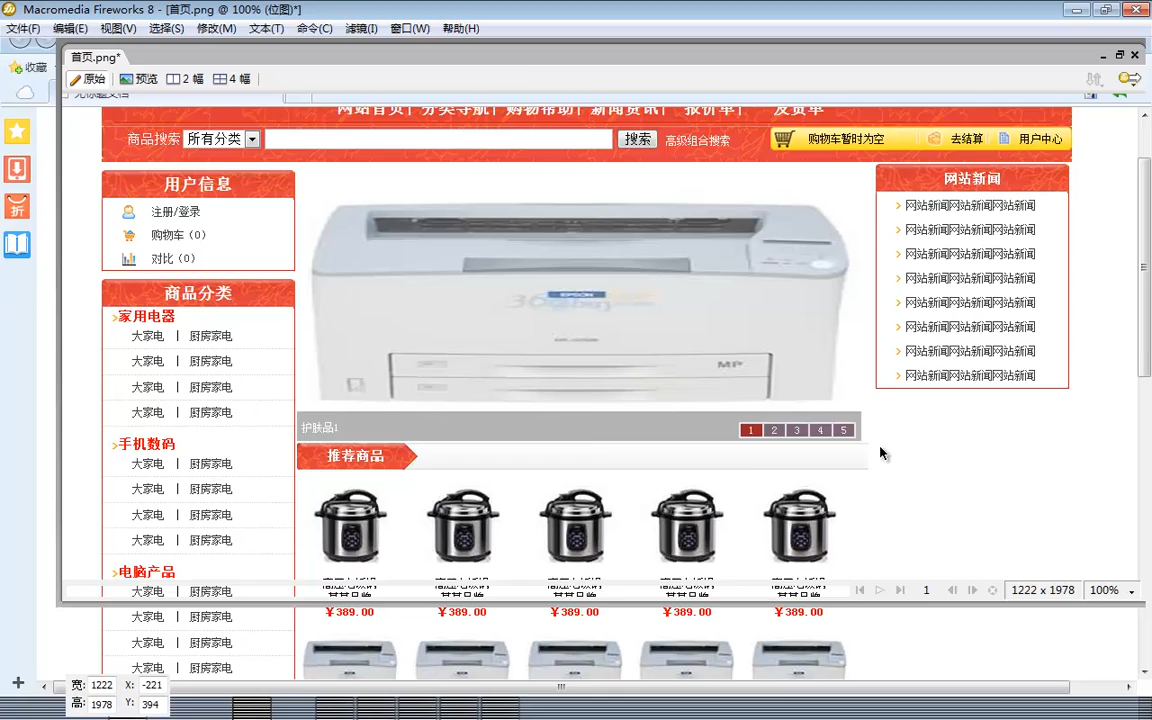 Macromedia Fireworks 8 - [首页.png @ 100% (位图)*]
文件(F) 编辑(E) 视图(V) 选择(S) 修改(M) 文本(T) 命令(C) 滤镜(I) 窗口(W) 帮助(H)
首页.png*
收藏
原始 预览 2 幅 4 幅
无标题文档
网站首页| 分类导航| 购物帮助| 新闻资讯| 报价单| 发货单
商品搜索 所有分类 搜索 高级组合搜索 购物车暂时为空 去结算 用户中心
折
用户信息
注册/登录
购物车（0）
对比（0）
商品分类
>家用电器
大家电 | 厨房家电
大家电 | 厨房家电
大家电 | 厨房家电
大家电 | 厨房家电
>手机数码
大家电 | 厨房家电
大家电 | 厨房家电
大家电 | 厨房家电
大家电 | 厨房家电
>电脑产品
大家电 | 厨房家电
大家电 | 厨房家电
大家电 | 厨房家电
大家电 | 厨房家电
EPSON
MP
护肤品1
1 2 3 4 5
推荐商品
¥389.00 ¥389.00 ¥389.00 ¥389.00 ¥389.00
网站新闻
> 网站新闻网站新闻网站新闻
> 网站新闻网站新闻网站新闻
> 网站新闻网站新闻网站新闻
> 网站新闻网站新闻网站新闻
> 网站新闻网站新闻网站新闻
> 网站新闻网站新闻网站新闻
> 网站新闻网站新闻网站新闻
> 网站新闻网站新闻网站新闻
1 1222 x 1978 100%
宽: 1222 X: -221
高: 1978 Y: 394